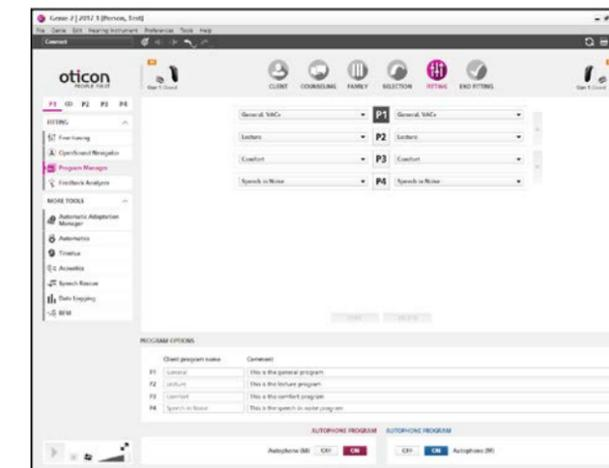 Genie 2 | 2017.1 (Person, Test)
File Genie Edit Hearing Instrument Preferences Tools Help
Connect
oticon
PEOPLE FIRST
CLIENT COUNSELING FAMILY SELECTION FITTING END FITTING
P1 P2 P3 P4
FITTING
Fine-tuning
OpenSound Navigator
Program Manager
Feedback Analyzer
MORE TOOLS
Automatic Adaptation Manager
Automatics
Tinnitus
Acoustics
Speech Rescue
Data Logging
REM
General, VAC+ P1 General, VAC+
Lecture P2 Lecture
Comfort P3 Comfort
Speech in Noise P4 Speech in Noise
PROGRAM OPTIONS
Client program name Comment
P1 General This is the general program
P2 Lecture This is the lecture program
P3 Comfort This is the comfort program
P4 Speech in Noise This is the speech in noise program
AUTOPHONE PROGRAM AUTOPHONE PROGRAM
Autophone (M) OFF ON OFF ON Autophone (M)